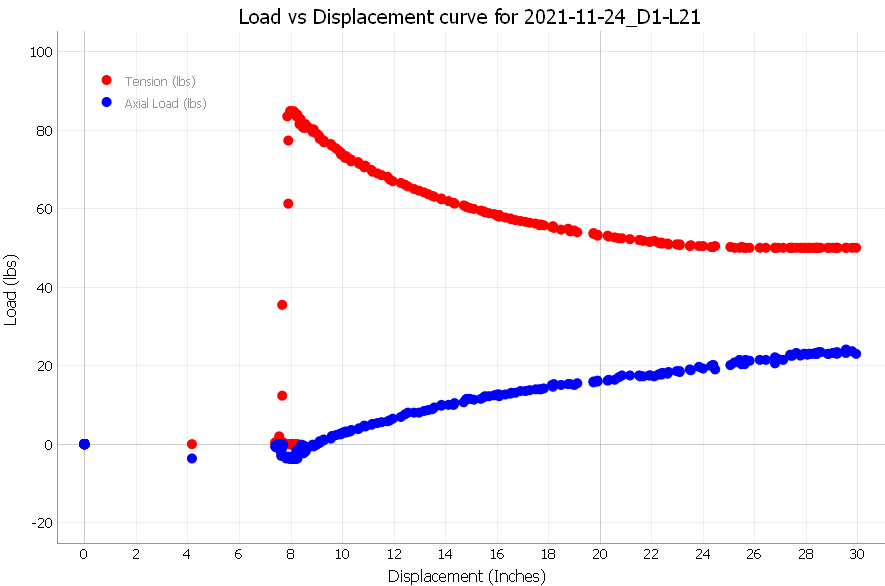 Load vs Displacement curve for 2021-11-24_D1-L21
100
Tension (lbs)
Axial Load (lbs)
80
60
Load (lbs)
40
20
0
-20
0 2 4 6 8 10 12 14 16 18 20 22 24 26 28 30
Displacement (Inches)